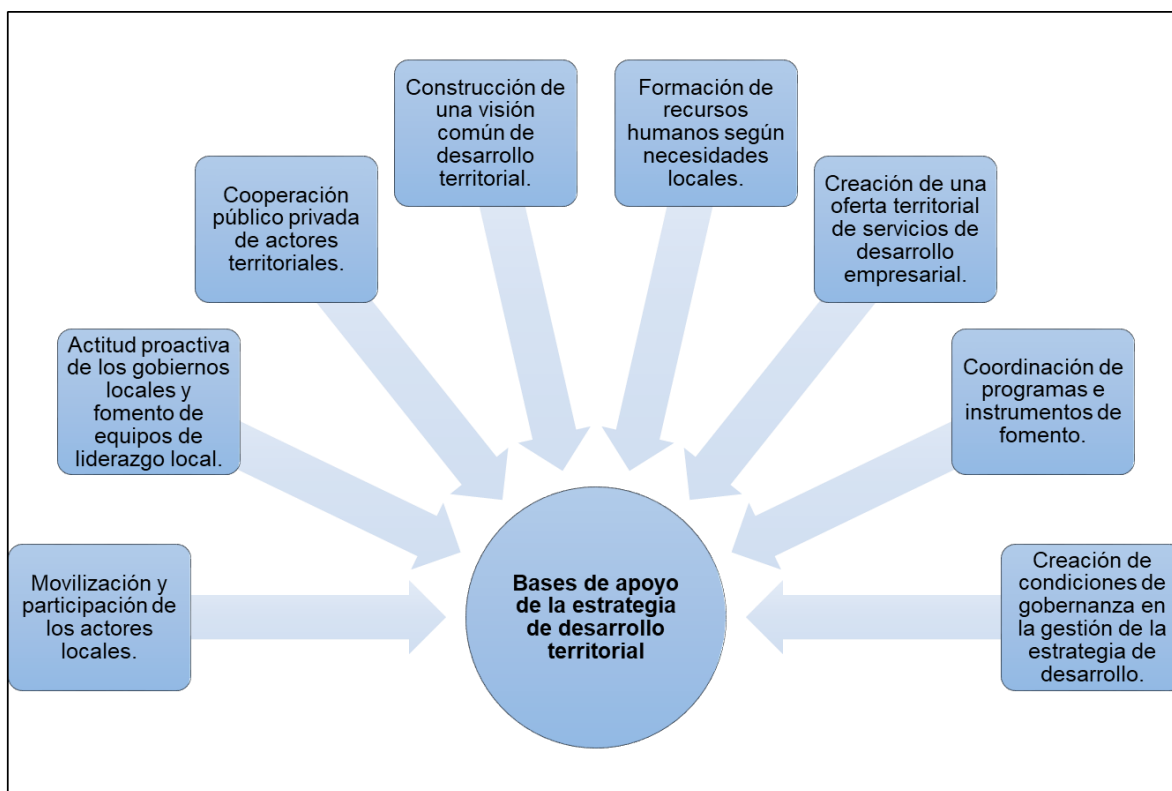 Movilización y
participación de
los actores
locales.
Actitud proactiva
de los gobiernos
locales y
fomento de
equipos de
liderazgo local.
Cooperación
público privada
de actores
territoriales.
Construcción de
una visión
común de
desarrollo
territorial.
Formación de
recursos
humanos según
necesidades
locales.
Creación de una
oferta territorial
de servicios de
desarrollo
empresarial.
Coordinación de
programas e
instrumentos de
fomento.
Creación de
condiciones de
gobernanza en
la gestión de la
estrategia de
desarrollo.
Bases de apoyo
de la estrategia
de desarrollo
territorial